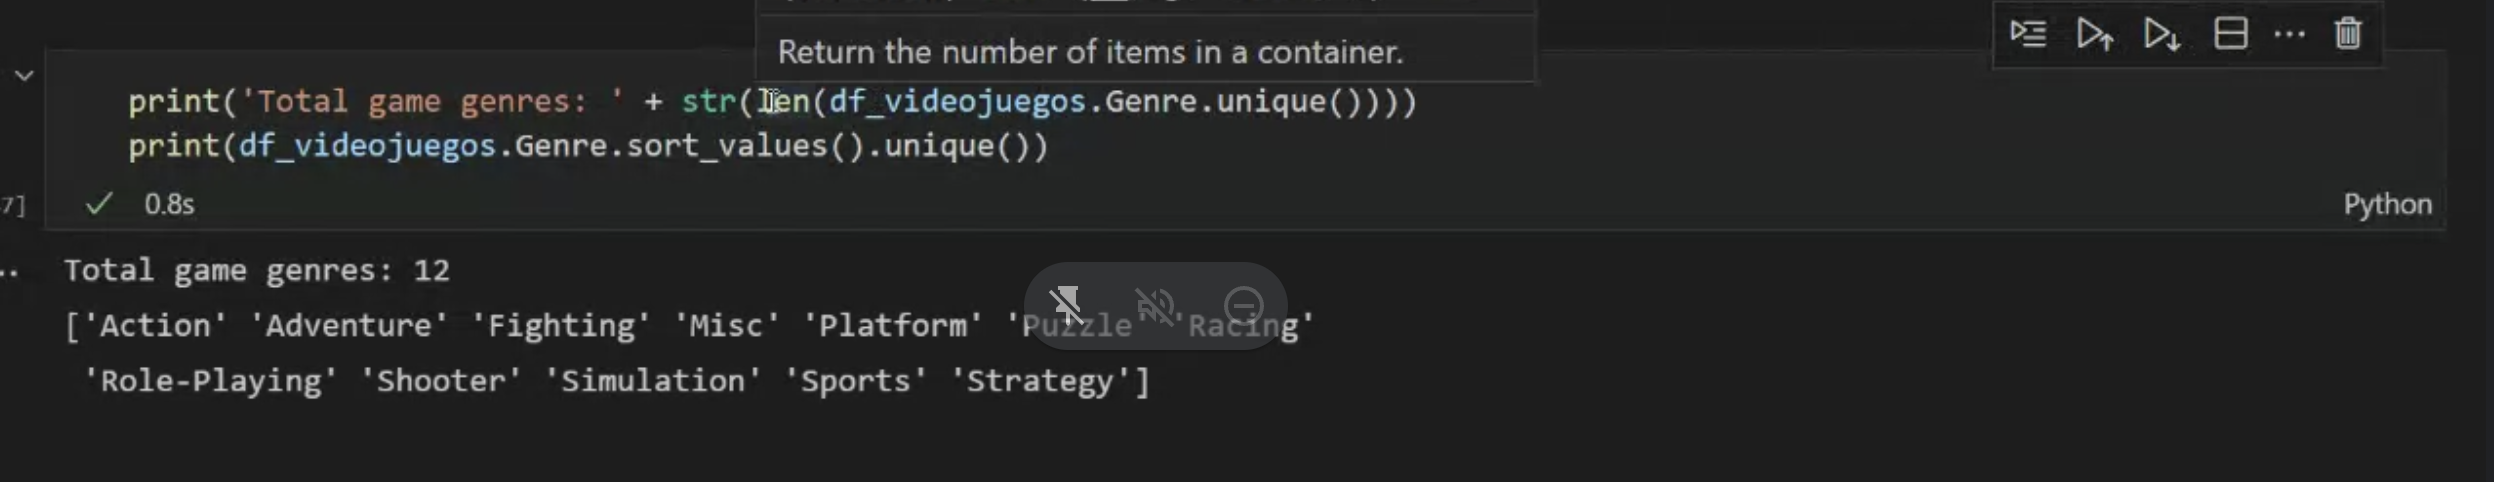 Return the number of items in a container.
print('Total game genres: ' + str(len(df_videojuegos.Genre.unique())))
print(df_videojuegos.Genre.sort_values().unique())
7]
0.8s
Python
Total game genres: 12
['Action' 'Adventure' 'Fighting' 'Misc' 'Platform' 'Puzzle' 'Racing'
'Role-Playing' 'Shooter' 'Simulation' 'Sports' 'Strategy']